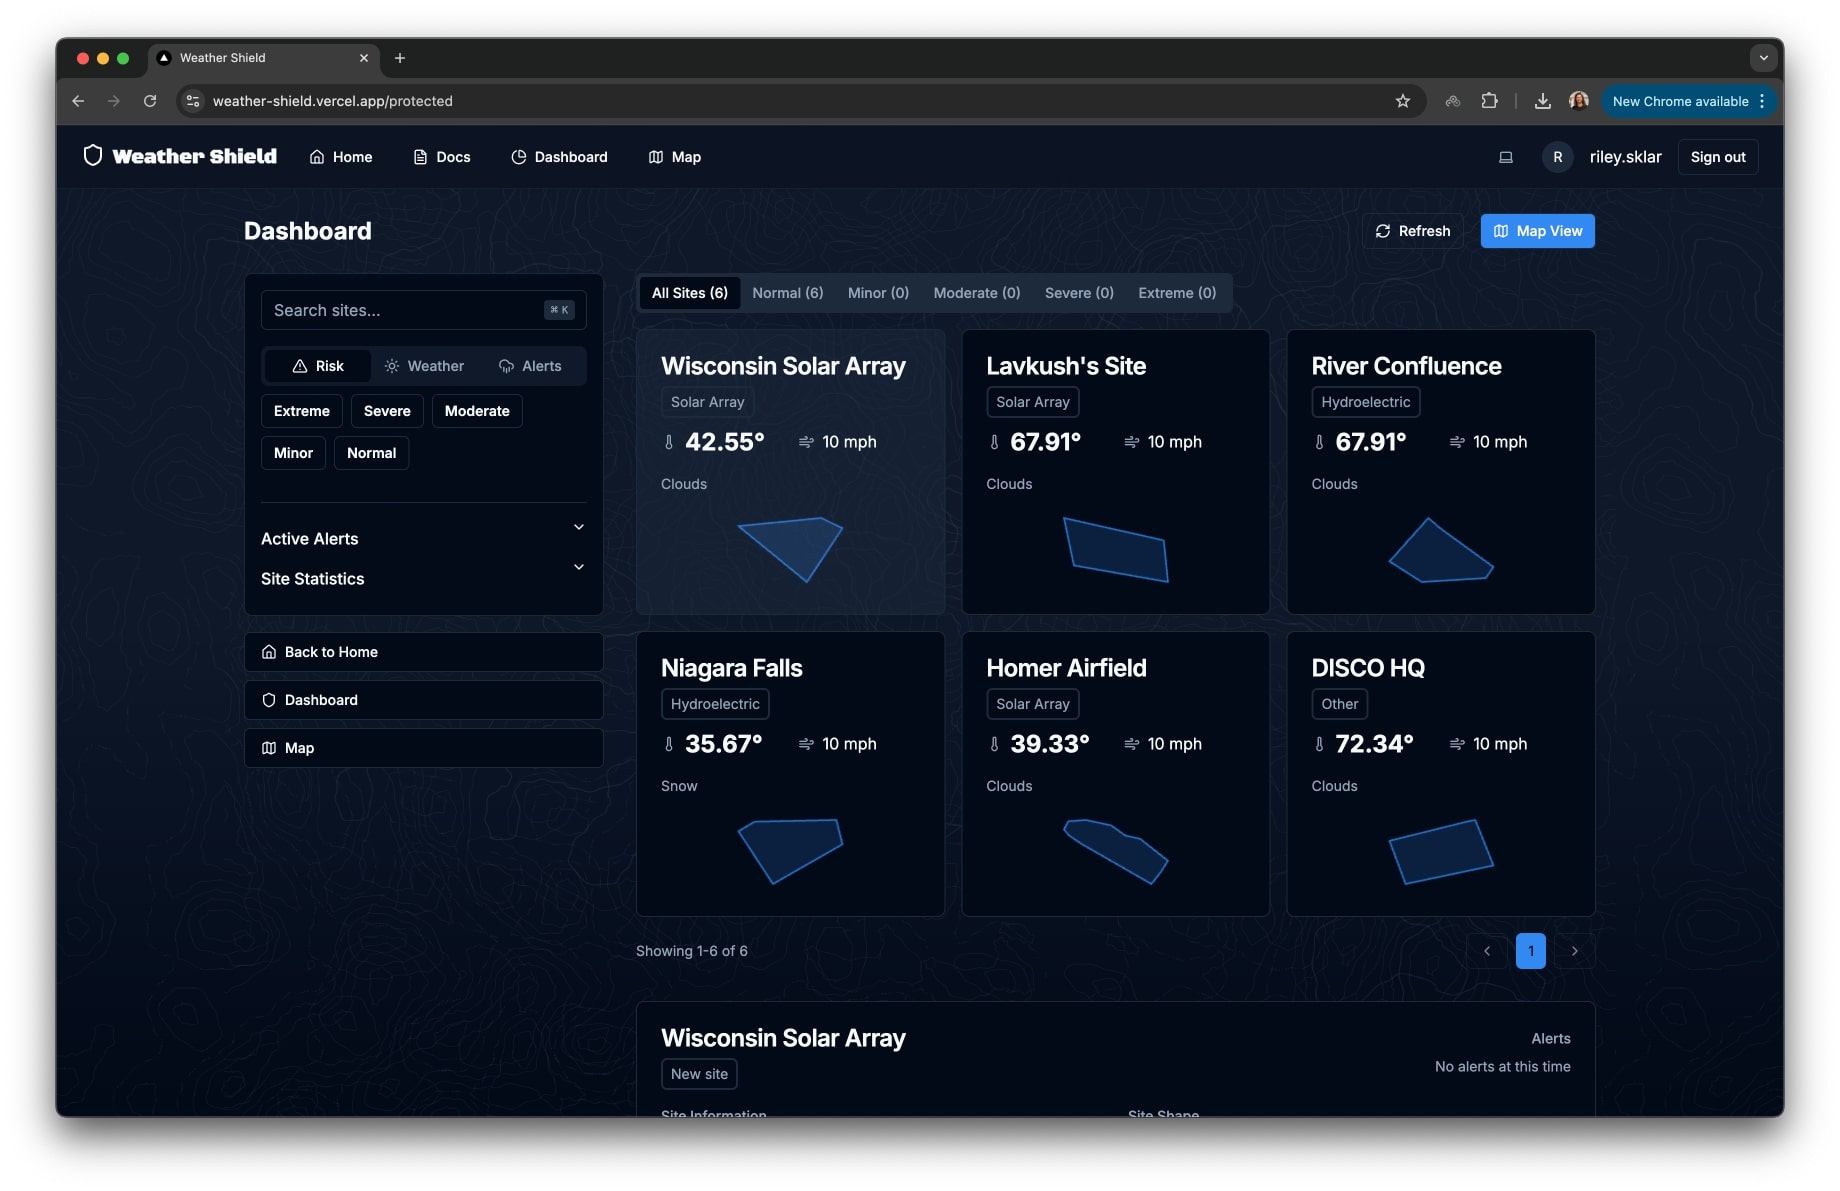 Weather Shield
weather-shield.vercel.app/protected
New Chrome available
Weather Shield
Home
Docs
Dashboard
Map
R
riley.sklar
Sign out
Dashboard
Refresh
Map View
Search sites...
⌘ K
Risk
Weather
Alerts
Extreme
Severe
Moderate
Minor
Normal
Active Alerts
Site Statistics
Back to Home
Dashboard
Map
All Sites (6)
Normal (6)
Minor (0)
Moderate (0)
Severe (0)
Extreme (0)
Wisconsin Solar Array
Solar Array
42.55°
10 mph
Clouds
Lavkush's Site
Solar Array
67.91°
10 mph
Clouds
River Confluence
Hydroelectric
67.91°
10 mph
Clouds
Niagara Falls
Hydroelectric
35.67°
10 mph
Snow
Homer Airfield
Solar Array
39.33°
10 mph
Clouds
DISCO HQ
Other
72.34°
10 mph
Clouds
Showing 1-6 of 6
1
Wisconsin Solar Array
New site
Alerts
No alerts at this time
Site Information
Site Shape